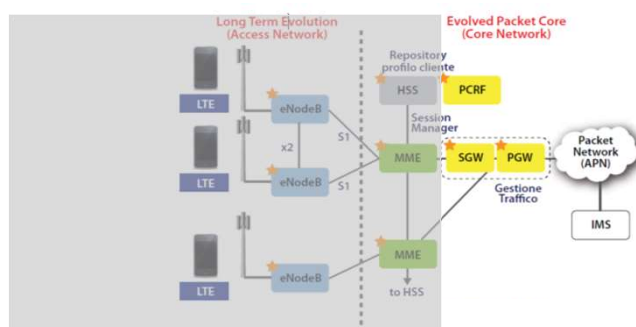 Long Term Evolution
(Access Network)
Evolved Packet Core
(Core Network)
Repository
profilo cliente
HSS
PCRF
LTE
eNodeB
Session
Manager
x2
S1
MME
SGW
PGW
Packet
Network
(APN)
LTE
eNodeB
S1
Gestione
Traffico
IMS
MME
LTE
eNodeB
to HSS